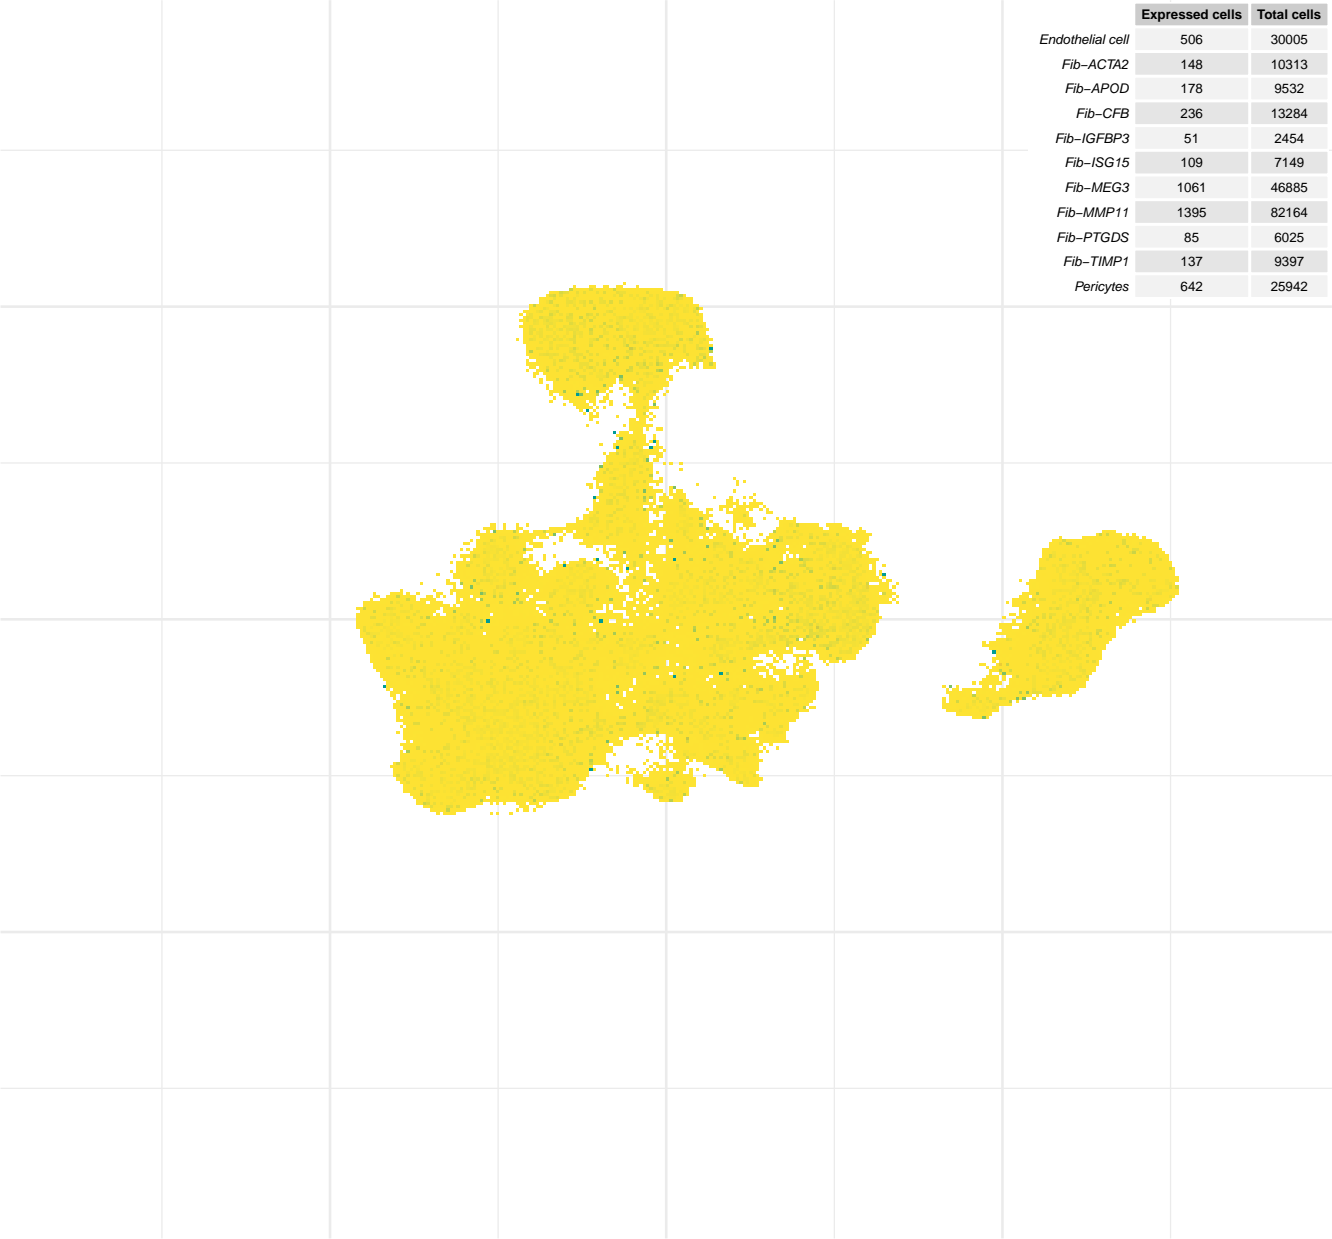 Expressed cells Total cells
Endothelial cell 506 30005
Fib−ACTA2 148 10313
Fib−APOD 178 9532
Fib−CFB 236 13284
Fib−IGFBP3 51 2454
Fib−ISG15 109 7149
Fib−MEG3 1061 46885
Fib−MMP11 1395 82164
Fib−PTGDS 85 6025
Fib−TIMP1 137 9397
Pericytes 642 25942